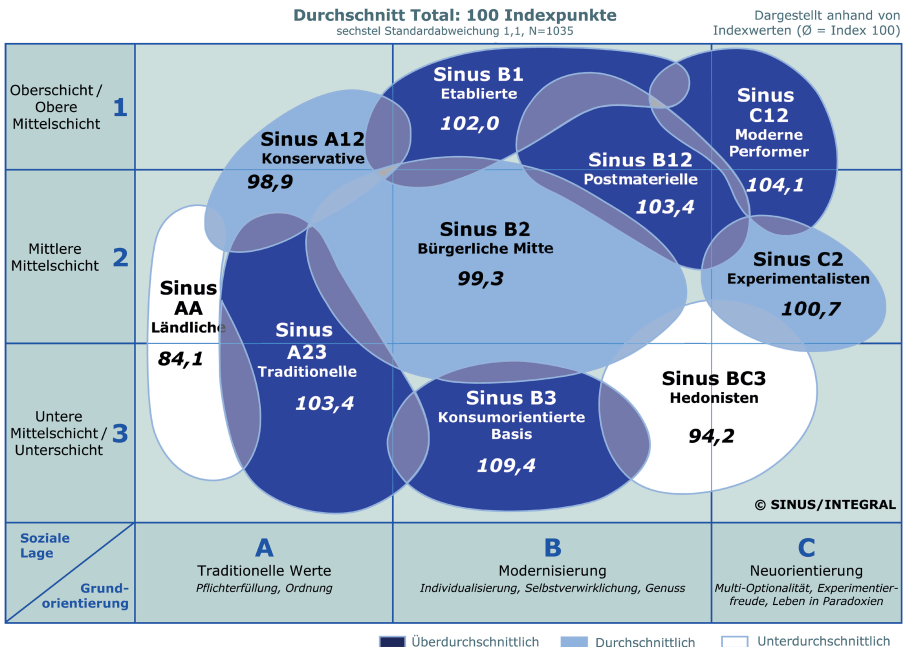 Durchschnitt Total: 100 Indexpunkte
sechstel Standardabweichung 1,1, N=1035
Dargestellt anhand von
Indexwerten (Ø = Index 100)
Oberschicht /
Obere
Mittelschicht
1
Mittlere
Mittelschicht
2
Untere
Mittelschicht /
Unterschicht
3
Sinus B1
Etablierte
102,0
Sinus
C12
Moderne
Performer
104,1
Sinus A12
Konservative
98,9
Sinus B12
Postmaterielle
103,4
Sinus B2
Bürgerliche Mitte
99,3
Sinus C2
Experimentalisten
100,7
Sinus
AA
Ländliche
84,1
Sinus
A23
Traditionelle
103,4
Sinus B3
Konsumorientierte
Basis
109,4
Sinus BC3
Hedonisten
94,2
© SINUS/INTEGRAL
Soziale
Lage
Grund-
orientierung
A
Traditionelle Werte
Pflichterfüllung, Ordnung
B
Modernisierung
Individualisierung, Selbstverwirklichung, Genuss
C
Neuorientierung
Multi-Optionalität, Experimentier-
freude, Leben in Paradoxien
Überdurchschnittlich
Durchschnittlich
Unterdurchschnittlich